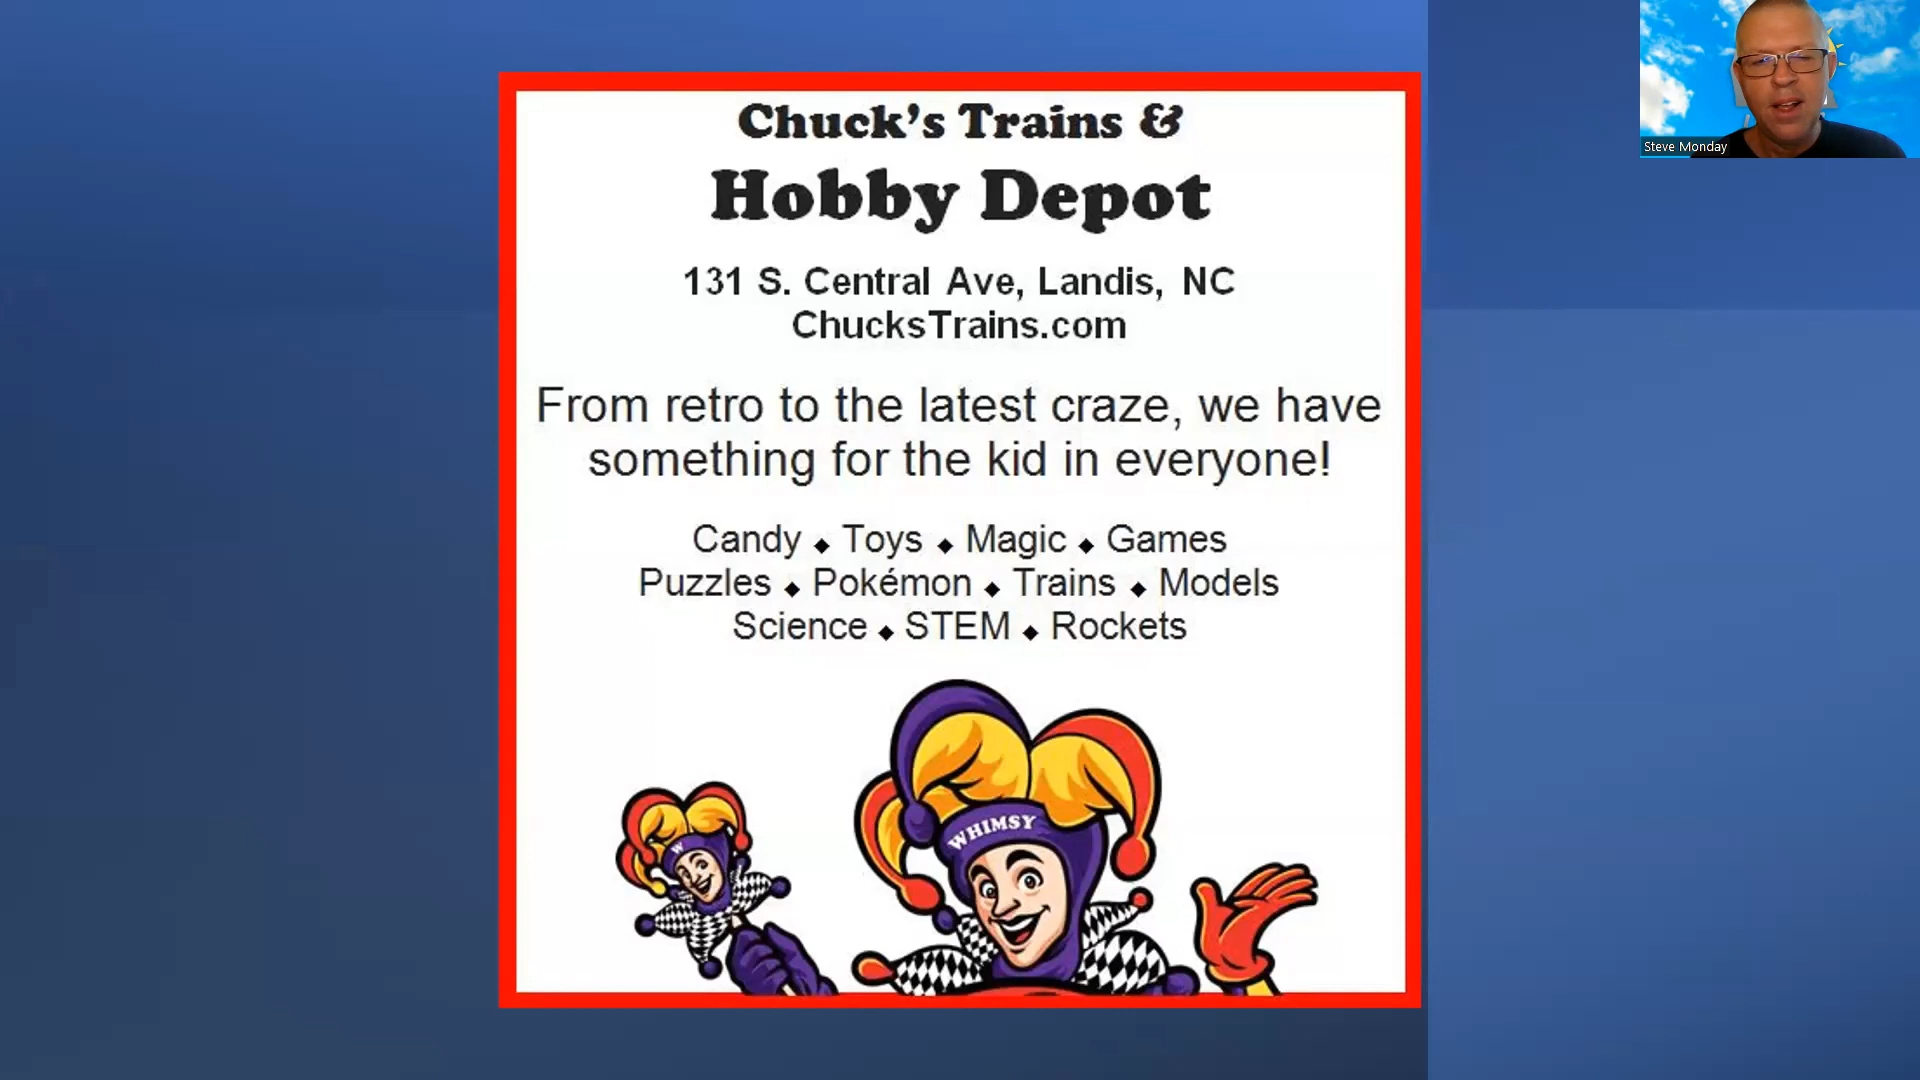 Chuck's Trains &
Hobby Depot
131 S. Central Ave, Landis, NC
ChucksTrains.com
From retro to the latest craze, we have
something for the kid in everyone!
Candy ⬥ Toys ⬥ Magic ⬥ Games
Puzzles ⬥ Pokémon ⬥ Trains ⬥ Models
Science ⬥ STEM ⬥ Rockets
W
WHIMSY
Steve Monday